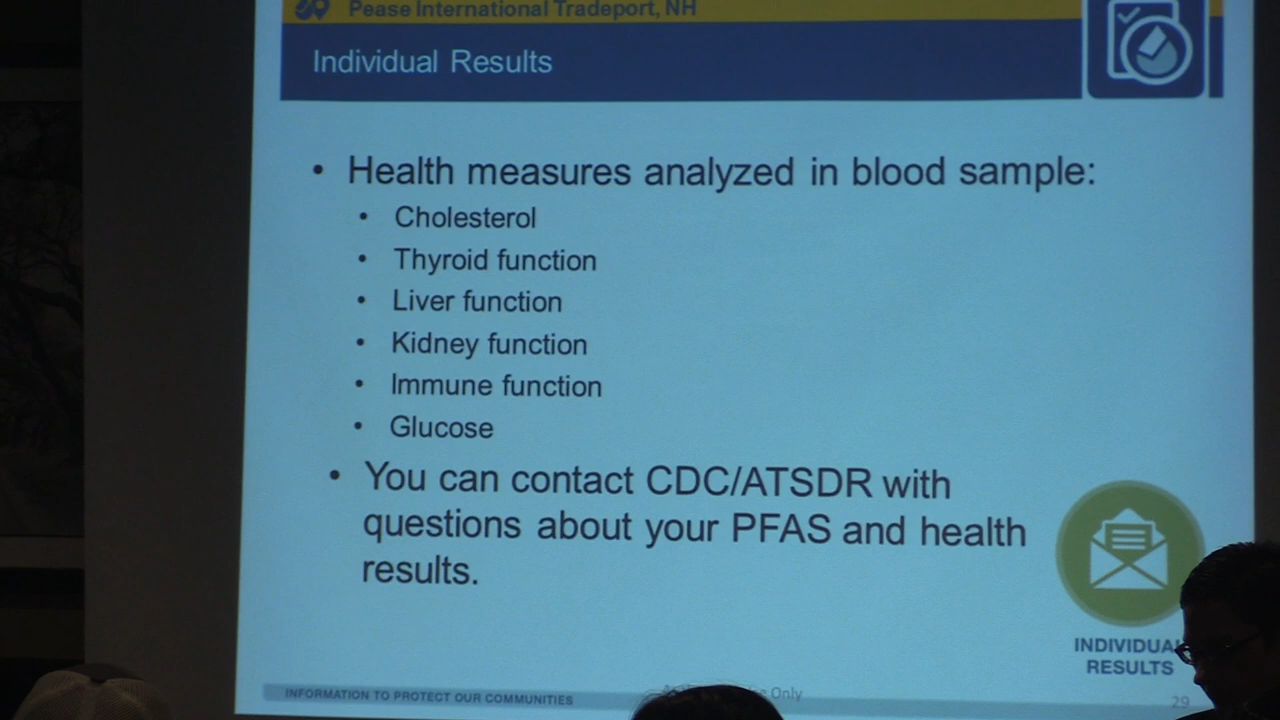 Pease International Tradeport, NH
Individual Results
• Health measures analyzed in blood sample:
• Cholesterol
• Thyroid function
• Liver function
• Kidney function
• Immune function
• Glucose
• You can contact CDC/ATSDR with
questions about your PFAS and health
results.
INDIVIDUAL
RESULTS
INFORMATION TO PROTECT OUR COMMUNITIES
Only
29